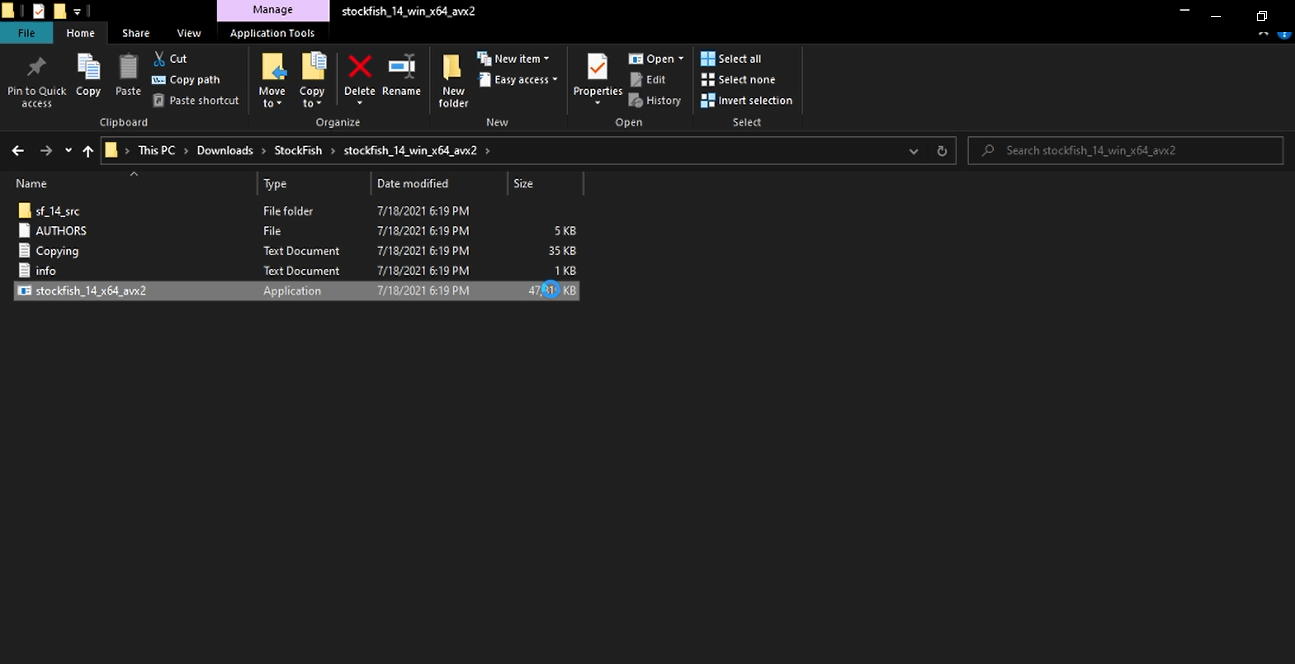 Manage stockfish_14_win_x64_avx2
File Home Share View Application Tools
Pin to Quick access
Copy
Paste
Cut
Copy path
Paste shortcut
Move to
Copy to
Delete
Rename
New folder
New item
Easy access
Properties
Open
Edit
History
Select all
Select none
Invert selection
Clipboard Organize New Open Select
This PC > Downloads > StockFish > stockfish_14_win_x64_avx2 > Search stockfish_14_win_x64_avx2
Name Type Date modified Size
sf_14_src File folder 7/18/2021 6:19 PM
AUTHORS File 7/18/2021 6:19 PM 5 KB
Copying Text Document 7/18/2021 6:19 PM 35 KB
info Text Document 7/18/2021 6:19 PM 1 KB
stockfish_14_x64_avx2 Application 7/18/2021 6:19 PM KB